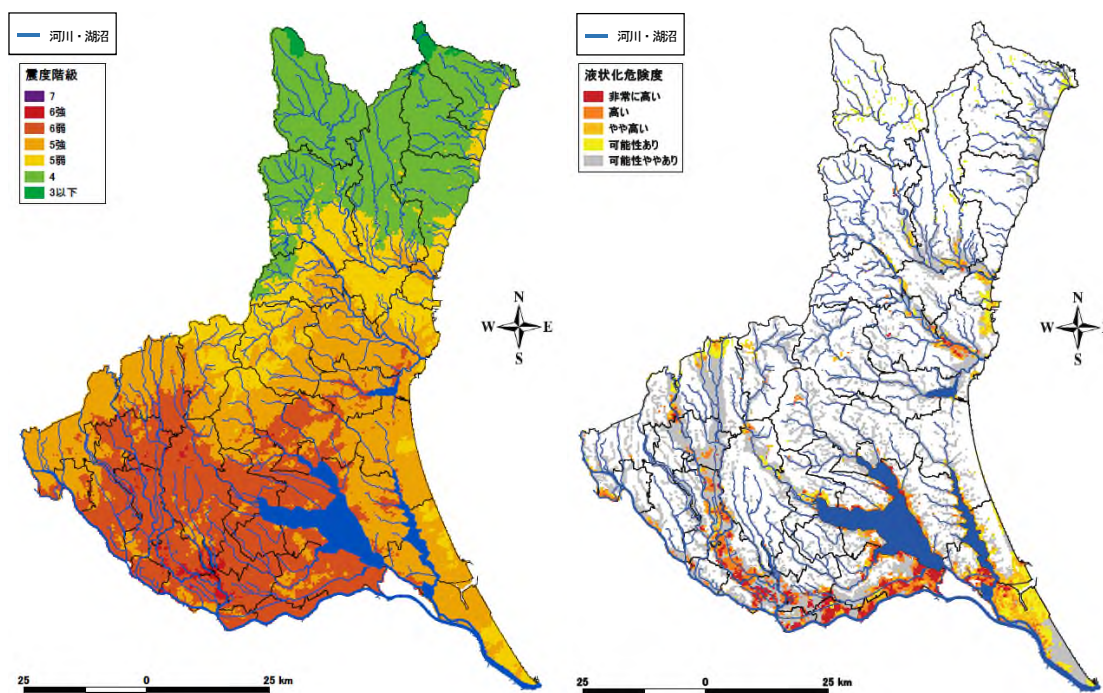 河川・湖沼
震度階級
7
6強
6弱
5強
5弱
4
3以下
N
W E
S
25 0 25 km
河川・湖沼
液状化危険度
非常に高い
高い
やや高い
可能性あり
可能性ややあり
N
W
S
25 0 25 km